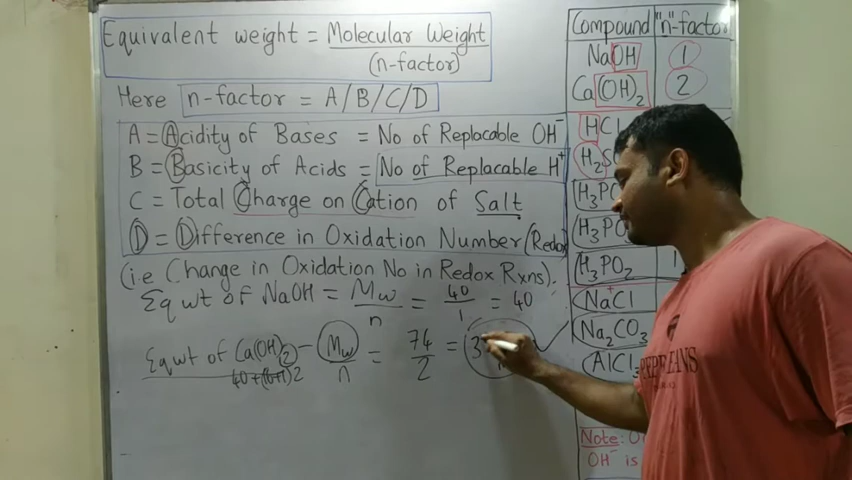 Equivalent weight = Molecular Weight
(n-factor)
Here n-factor = A/B/C/D
A = Acidity of Bases = No of Replacable OH⁻
B = Basicity of Acids = No of Replacable H⁺
C = Total Charge on Cation of Salt
D = Difference in Oxidation Number (Redox)
(i.e Change in Oxidation No in Redox Rxns).
Eq wt of NaOH = Mw/n = 40/1 = 40
Eq wt of Ca(OH)₂ - Mw/n = 74/2 =
40+(16+1)2
Compound "n"-factor
NaOH 1
Ca(OH)₂ 2
HCl
H₂S
H₃P
H₃PO
H₃PO₂
Na⁺Cl
Na₂CO₃
AlCl₃
Note:
OH⁻ is